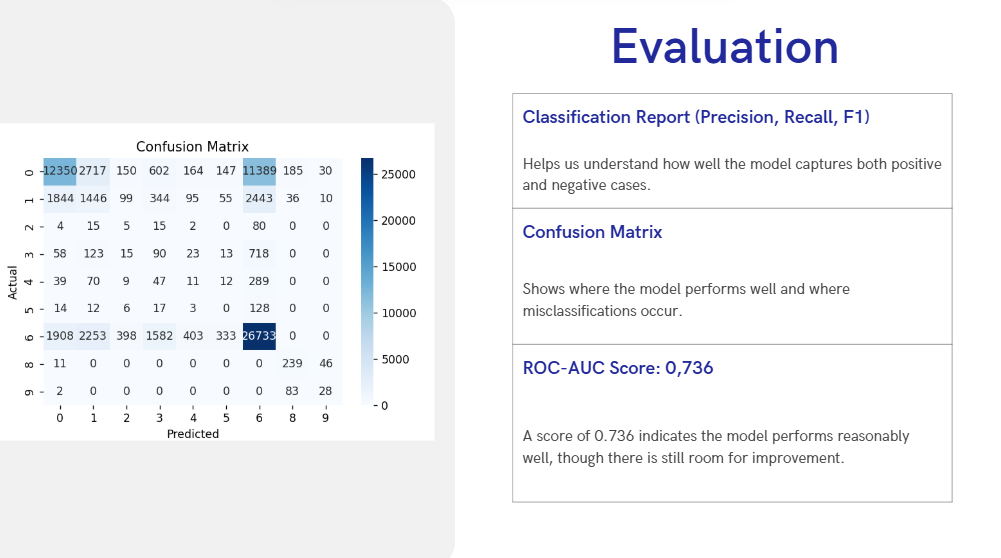 Evaluation
Confusion Matrix
0 12350 2717 150 602 164 147 11389 185 30
1 1844 1446 99 344 95 55 2443 36 10
2 4 15 5 15 2 0 80 0 0
3 58 123 15 90 23 13 718 0 0
4 39 70 9 47 11 12 289 0 0
5 14 12 6 17 3 0 128 0 0
6 1908 2253 398 1582 403 333 26733 0 0
8 11 0 0 0 0 0 0 239 46
9 2 0 0 0 0 0 0 83 28
0 1 2 3 4 5 6 8 9
Predicted
Actual
25000
20000
15000
10000
5000
0
Classification Report (Precision, Recall, F1)
Helps us understand how well the model captures both positive
and negative cases.
Confusion Matrix
Shows where the model performs well and where
misclassifications occur.
ROC-AUC Score: 0,736
A score of 0.736 indicates the model performs reasonably
well, though there is still room for improvement.